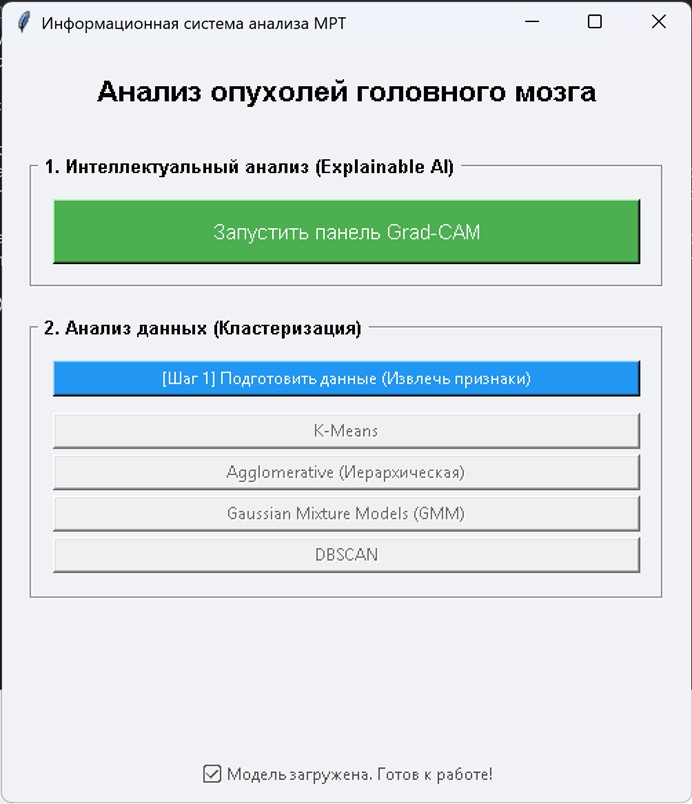 Информационная система анализа МРТ
Анализ опухолей головного мозга
1. Интеллектуальный анализ (Explainable AI)
Запустить панель Grad-CAM
2. Анализ данных (Кластеризация)
[Шаг 1] Подготовить данные (Извлечь признаки)
K-Means
Agglomerative (Иерархическая)
Gaussian Mixture Models (GMM)
DBSCAN
Модель загружена. Готов к работе!